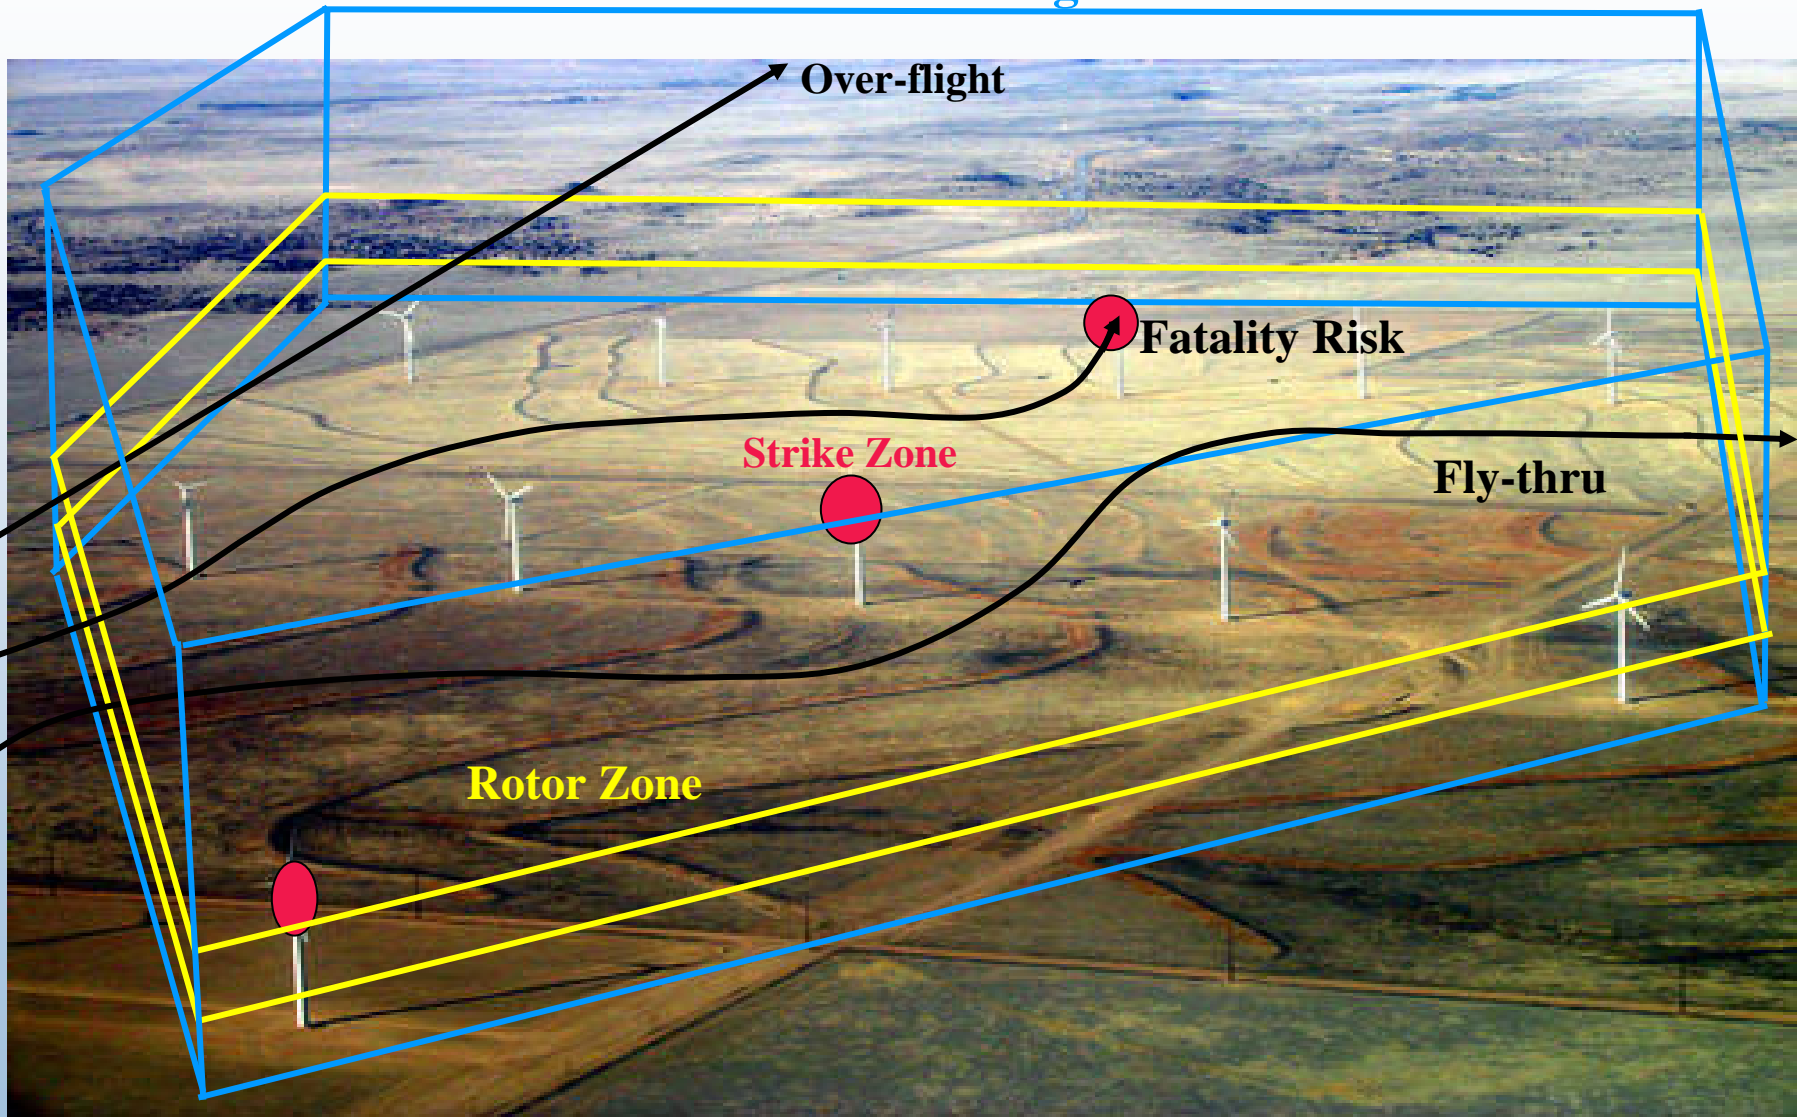 Over-flight
Fatality Risk
Strike Zone
Fly-thru
Rotor Zone